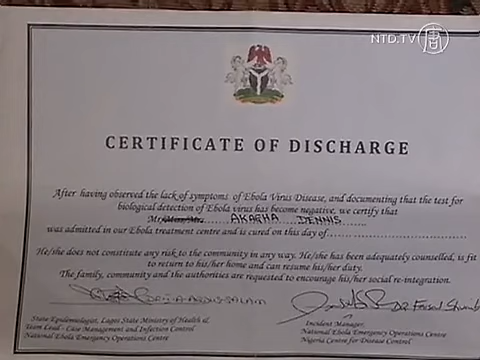 NTD.TV
CERTIFICATE OF DISCHARGE
After having observed the lack of symptoms of Ebola Virus Disease, and documenting that the test for
biological detection of Ebola virus has become negative, we certify that
Mr/Miss/Mrs. AKAGHA DENNIS
was admitted in our Ebola treatment centre and is cured on this day of
He/she does not constitute any risk to the community in any way. He/She has been adequately counselled, is fit
to return to his/her home and can resume his/her duty.
The family, community and the authorities are requested to encourage his/her social re-integration.
State Epidemiologist, Lagos State Ministry of Health &
Team Lead - Case Management and Infection Control
National Ebola Emergency Operations Centre
Incident Manager
National Ebola Emergency Operations Centre
Nigeria Centre for Disease Control